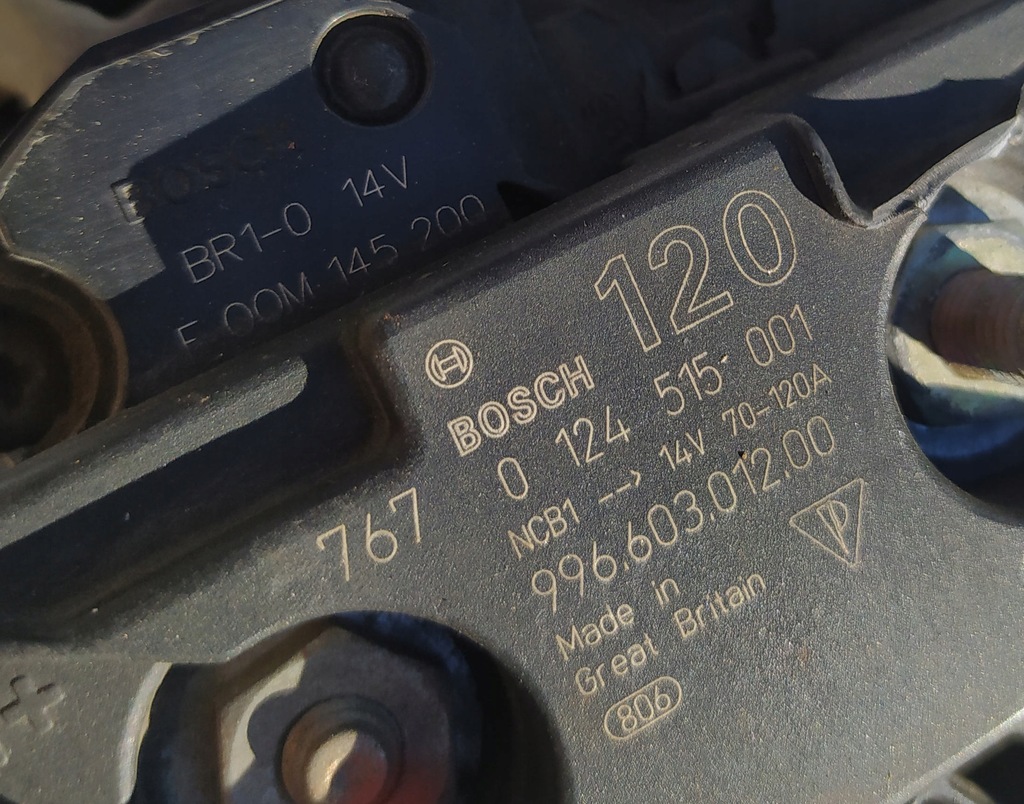 BOSCH
BR1-0 14V
F 00M 145 200
120
BOSCH
0 124 515 001
NCB1 --> 14V 70-120A
996.603.012.00
767
Made in
Great Britain
806
+